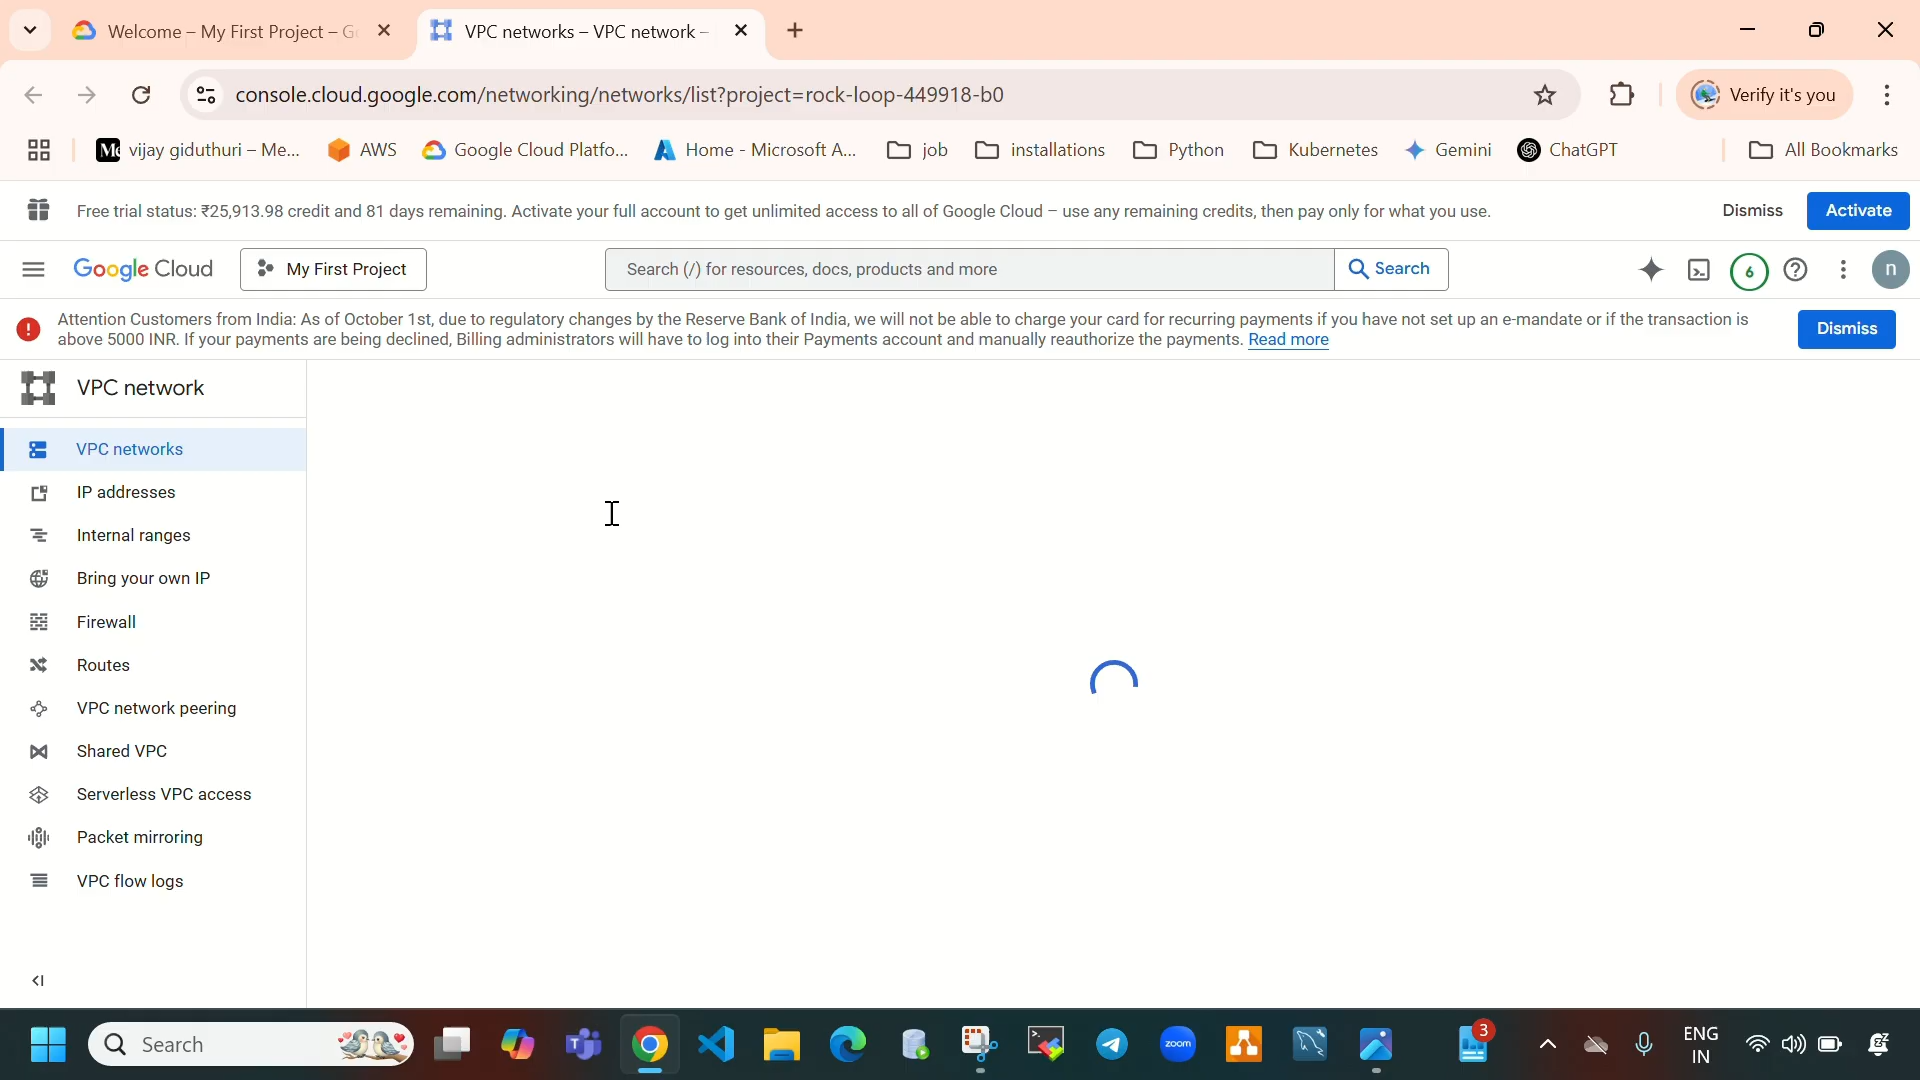 Welcome – My First Project – Go
VPC networks – VPC network –
console.cloud.google.com/networking/networks/list?project=rock-loop-449918-b0
Verify it's you
Me vijay giduthuri – Me...
AWS
Google Cloud Platfo...
Home - Microsoft A...
job
installations
Python
Kubernetes
Gemini
ChatGPT
All Bookmarks
Free trial status: ₹25,913.98 credit and 81 days remaining. Activate your full account to get unlimited access to all of Google Cloud – use any remaining credits, then pay only for what you use.
Dismiss
Activate
Google Cloud
My First Project
Search (/) for resources, docs, products and more
Search
6
n
Attention Customers from India: As of October 1st, due to regulatory changes by the Reserve Bank of India, we will not be able to charge your card for recurring payments if you have not set up an e-mandate or if the transaction is
above 5000 INR. If your payments are being declined, Billing administrators will have to log into their Payments account and manually reauthorize the payments. Read more
Dismiss
VPC network
VPC networks
IP addresses
Internal ranges
Bring your own IP
Firewall
Routes
VPC network peering
Shared VPC
Serverless VPC access
Packet mirroring
VPC flow logs
Search
zoom
3
ENG
IN